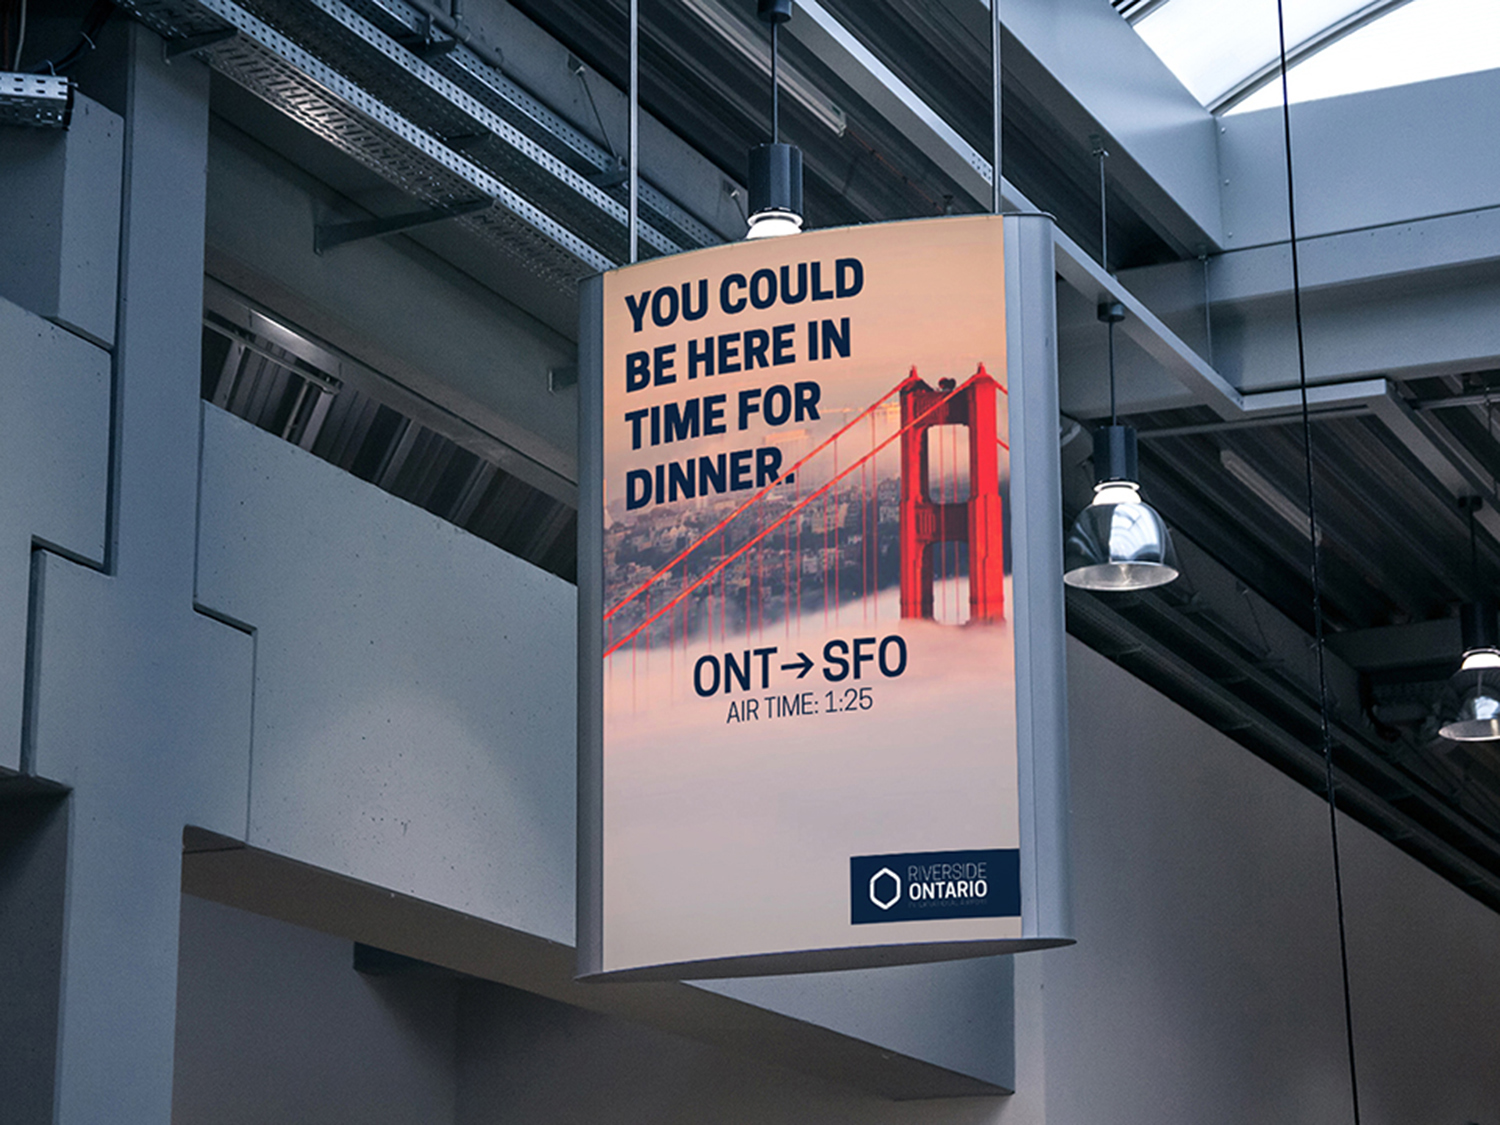 YOU COULD
BE HERE IN
TIME FOR
DINNER.
ONT→SFO
AIR TIME: 1:25
RIVERSIDE
ONTARIO